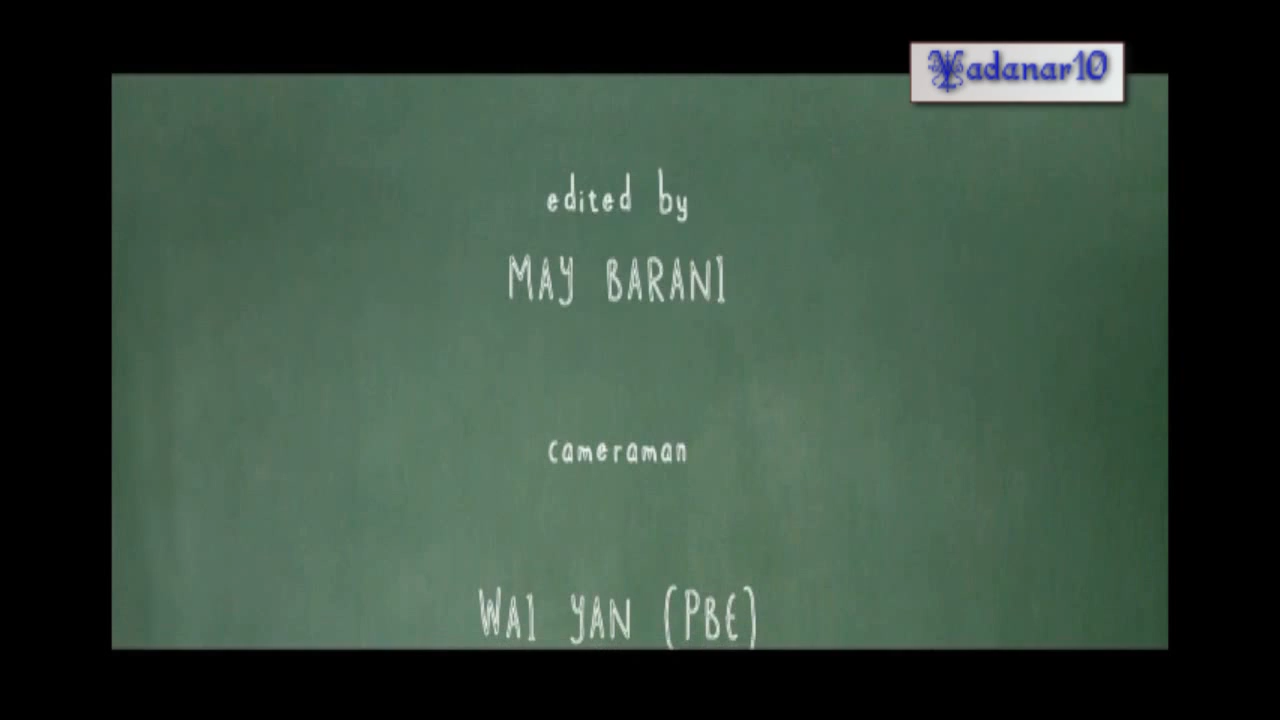 Yadanar10
edited by
MAY BARANI
cameraman
WAI YAN (PBE)